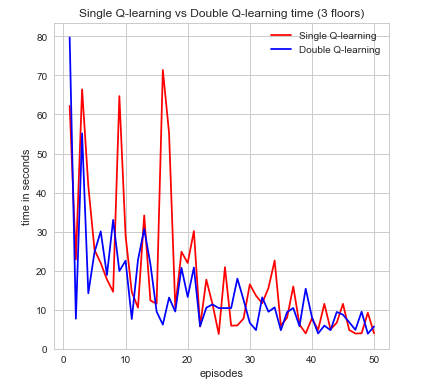 Single Q-learning vs Double Q-learning time (3 floors)
Single Q-learning
Double Q-learning
80
70
60
50
40
30
20
10
0
time in seconds
0 10 20 30 40 50
episodes